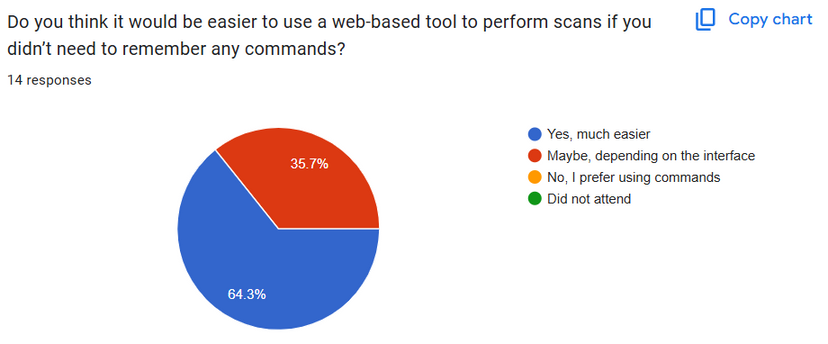 Do you think it would be easier to use a web-based tool to perform scans if you
didn’t need to remember any commands?
Copy chart
14 responses
35.7%
64.3%
Yes, much easier
Maybe, depending on the interface
No, I prefer using commands
Did not attend